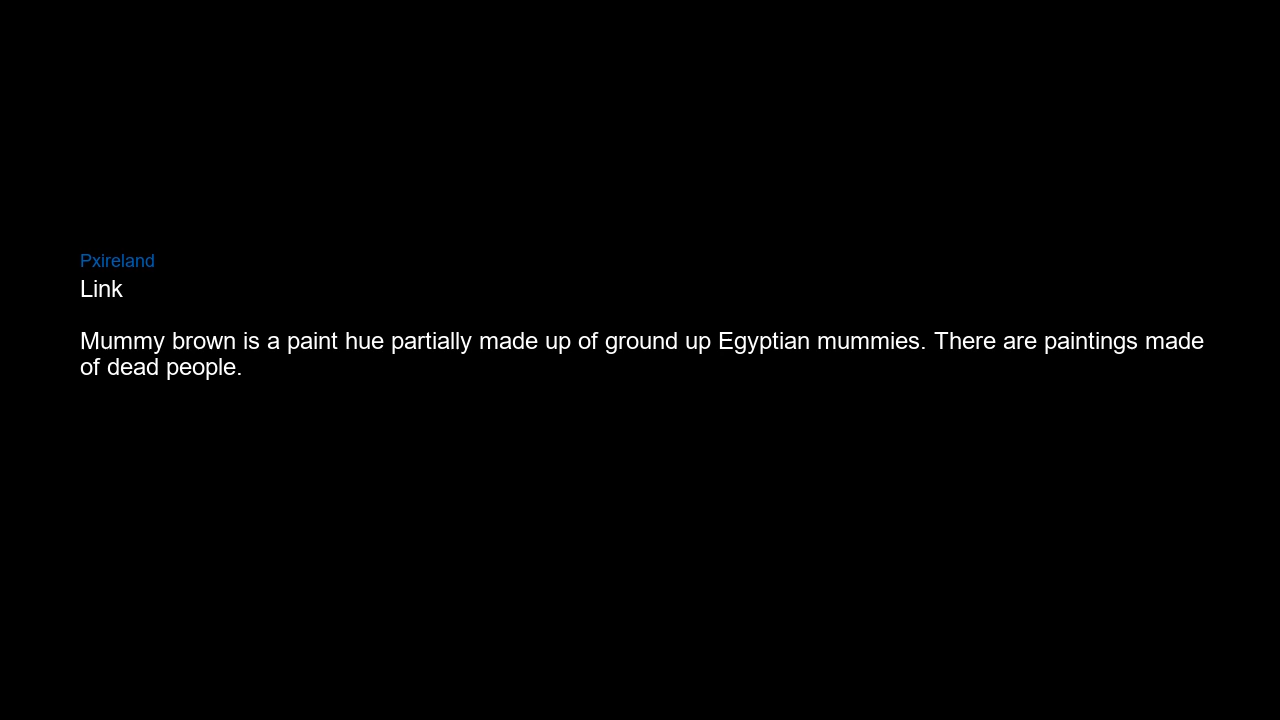 Pxireland
Link
Mummy brown is a paint hue partially made up of ground up Egyptian mummies. There are paintings made
of dead people.